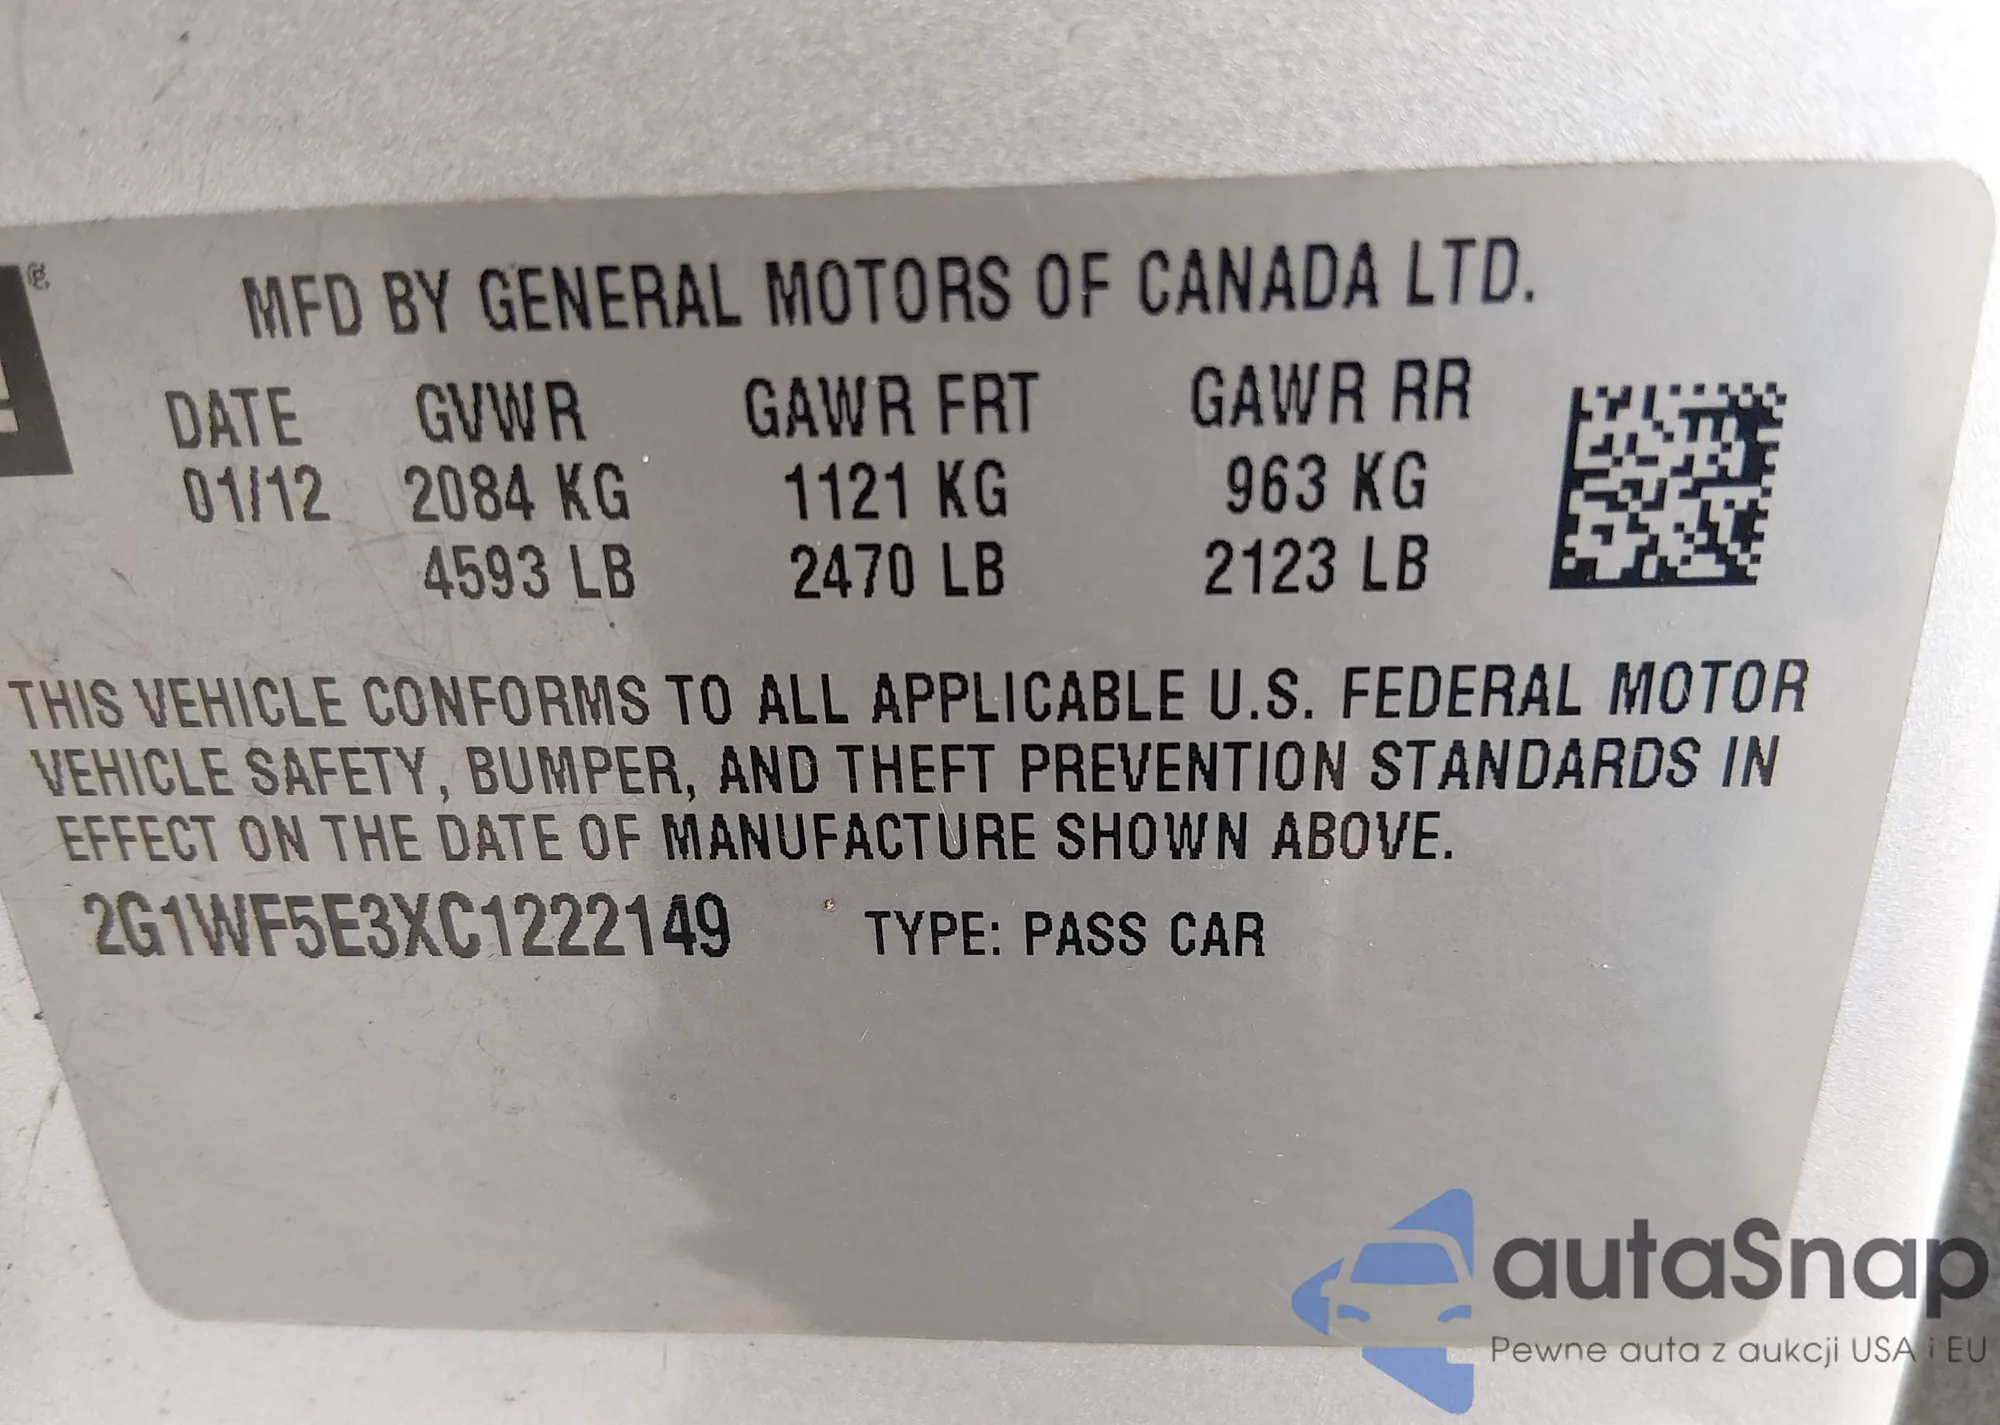 MFD BY GENERAL MOTORS OF CANADA LTD.
DATE GVWR GAWR FRT GAWR RR
01/12 2084 KG 1121 KG 963 KG
4593 LB 2470 LB 2123 LB
THIS VEHICLE CONFORMS TO ALL APPLICABLE U.S. FEDERAL MOTOR
VEHICLE SAFETY, BUMPER, AND THEFT PREVENTION STANDARDS IN
EFFECT ON THE DATE OF MANUFACTURE SHOWN ABOVE.
2G1WF5E3XC1222149 TYPE: PASS CAR
autaSnap
Pewne auta z aukcji USA i EU